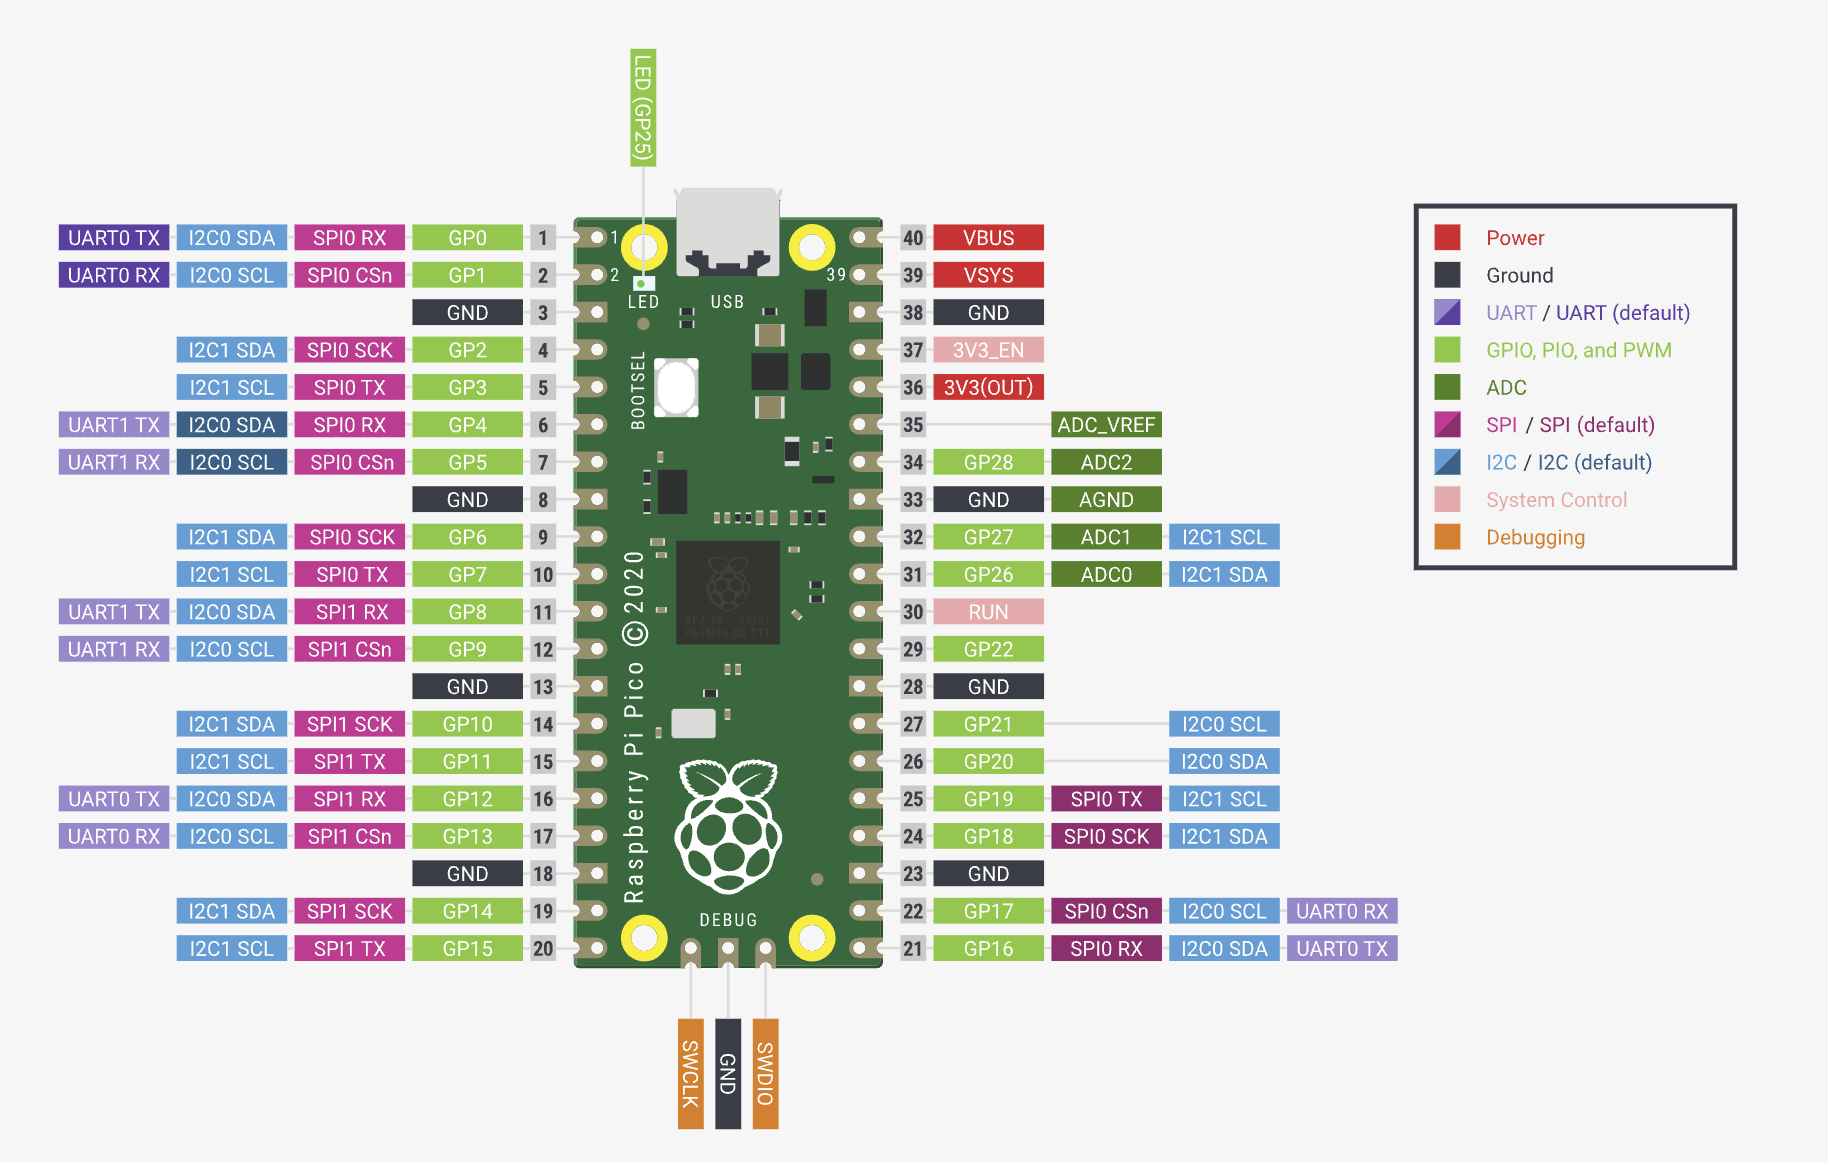 LED (GP25)
UART0 TX I2C0 SDA SPI0 RX GP0 1 1 40 VBUS
UART0 RX I2C0 SCL SPI0 CSn GP1 2 2 39 39 VSYS
LED USB
GND 3 38 GND
I2C1 SDA SPI0 SCK GP2 4 37 3V3_EN
I2C1 SCL SPI0 TX GP3 5 36 3V3(OUT)
BOOTSEL
UART1 TX I2C0 SDA SPI0 RX GP4 6 35 ADC_VREF
UART1 RX I2C0 SCL SPI0 CSn GP5 7 34 GP28 ADC2
GND 8 33 GND AGND
I2C1 SDA SPI0 SCK GP6 9 32 GP27 ADC1 I2C1 SCL
I2C1 SCL SPI0 TX GP7 10 31 GP26 ADC0 I2C1 SDA
UART1 TX I2C0 SDA SPI1 RX GP8 11 30 RUN
UART1 RX I2C0 SCL SPI1 CSn GP9 12 29 GP22
GND 13 28 GND
I2C1 SDA SPI1 SCK GP10 14 27 GP21 I2C0 SCL
I2C1 SCL SPI1 TX GP11 15 26 GP20 I2C0 SDA
UART0 TX I2C0 SDA SPI1 RX GP12 16 25 GP19 SPI0 TX I2C1 SCL
UART0 RX I2C0 SCL SPI1 CSn GP13 17 24 GP18 SPI0 SCK I2C1 SDA
GND 18 23 GND
I2C1 SDA SPI1 SCK GP14 19 22 GP17 SPI0 CSn I2C0 SCL UART0 RX
I2C1 SCL SPI1 TX GP15 20 21 GP16 SPI0 RX I2C0 SDA UART0 TX
Raspberry Pi Pico ©2020
DEBUG
SWCLK
GND
SWDIO
Power
Ground
UART / UART (default)
GPIO, PIO, and PWM
ADC
SPI / SPI (default)
I2C / I2C (default)
System Control
Debugging